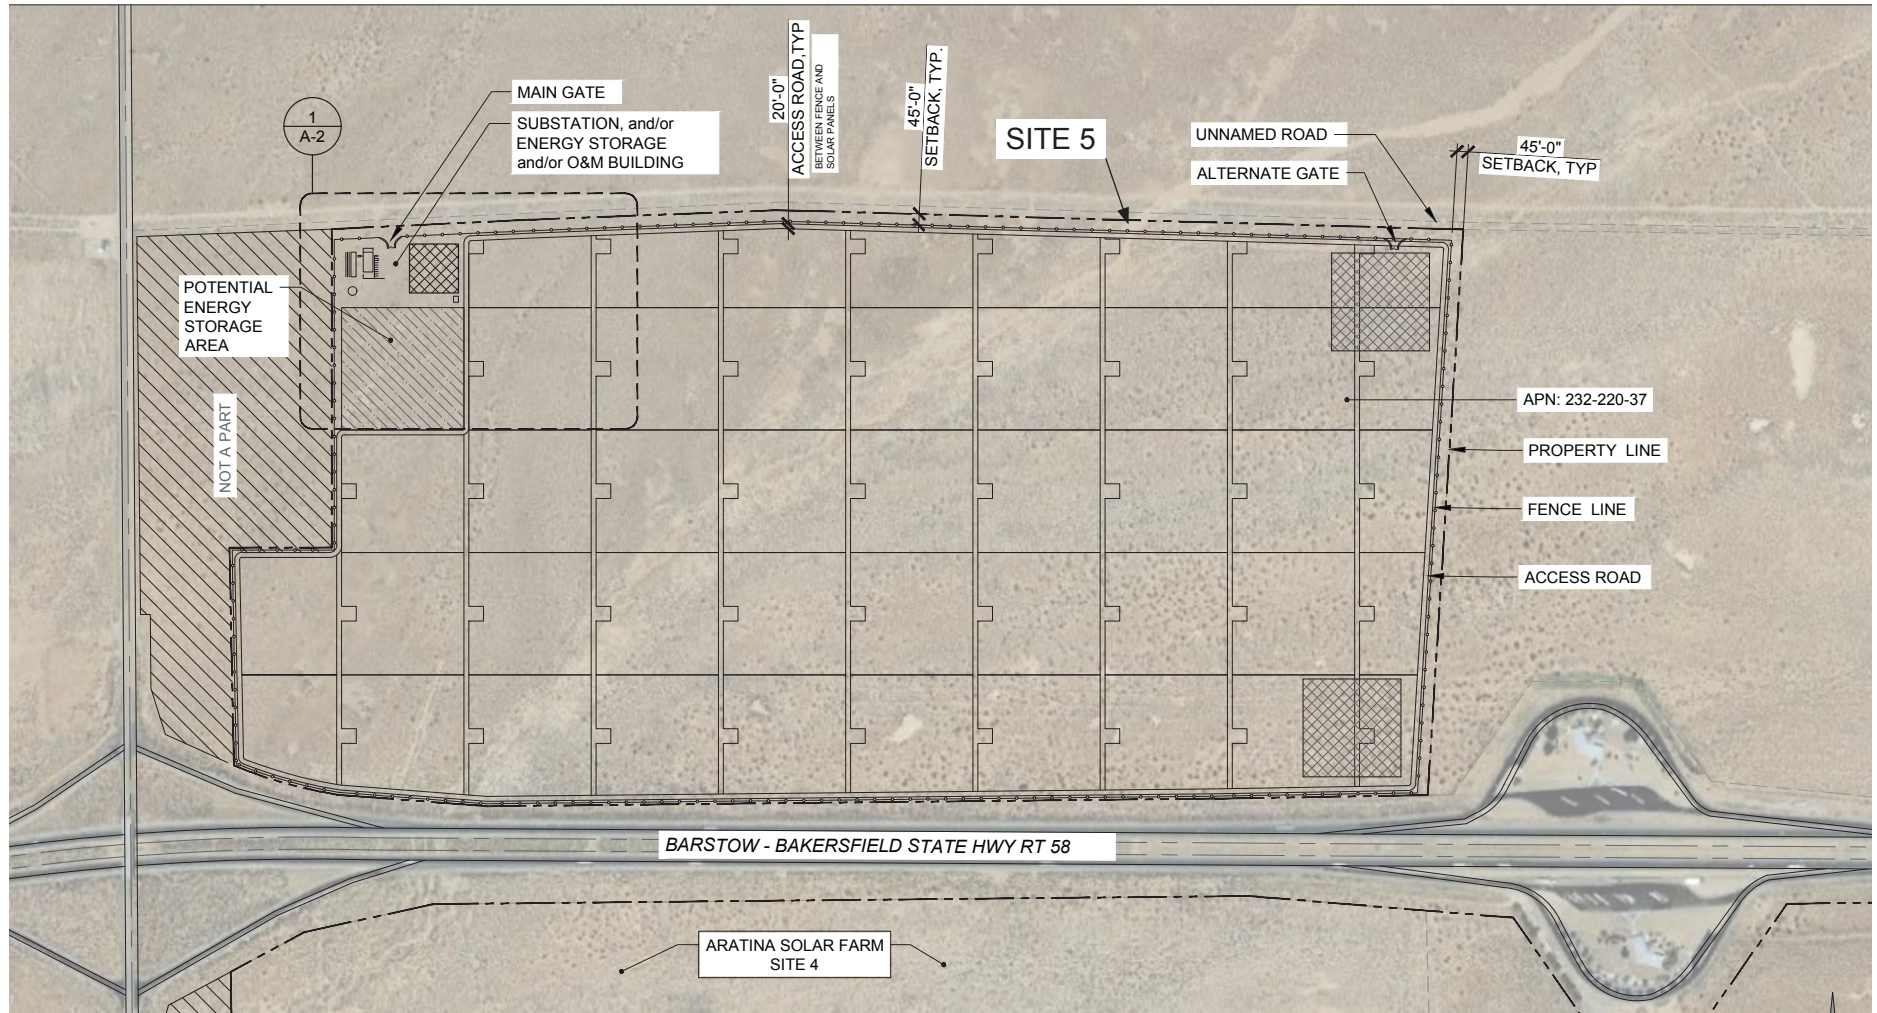 MAIN GATE
1
A-2
SUBSTATION, and/or
ENERGY STORAGE
and/or O&M BUILDING
20'-0"
ACCESS ROAD,TYP
BETWEEN FENCE AND
SOLAR PANELS
45'-0"
SETBACK, TYP.
SITE 5
UNNAMED ROAD
ALTERNATE GATE
45'-0"
SETBACK, TYP
POTENTIAL
ENERGY
STORAGE
AREA
NOT A PART
APN: 232-220-37
PROPERTY LINE
FENCE LINE
ACCESS ROAD
BARSTOW - BAKERSFIELD STATE HWY RT 58
ARATINA SOLAR FARM
SITE 4